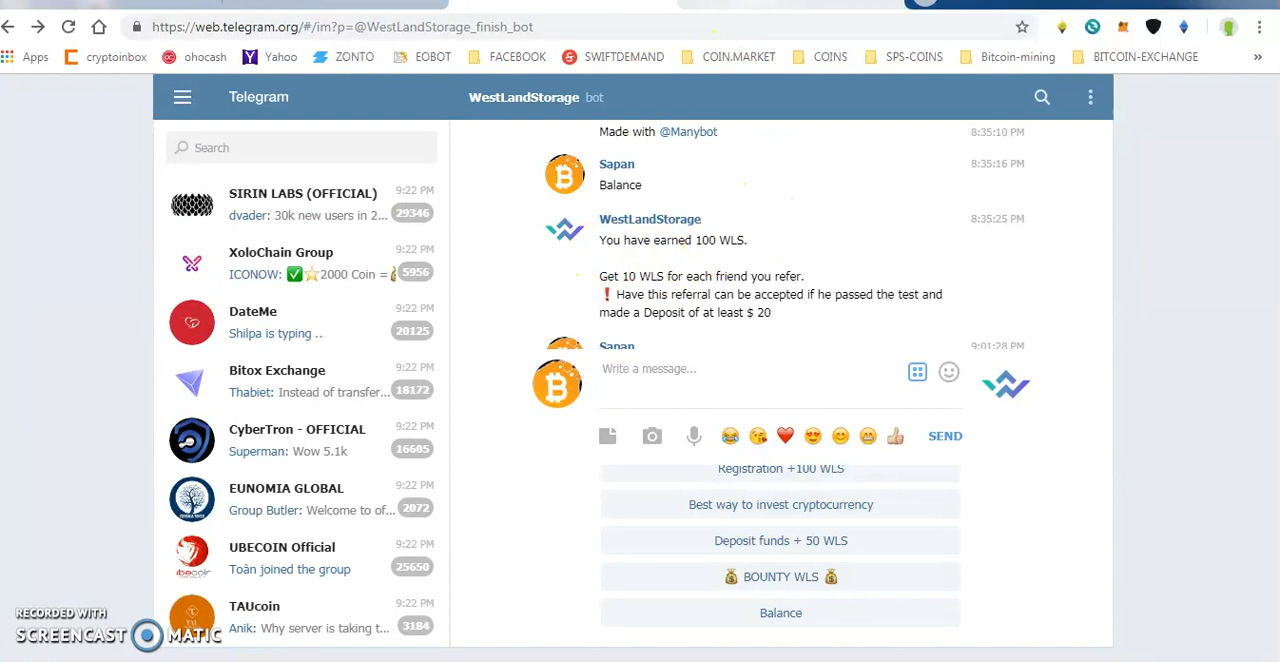 https://web.telegram.org/#/im?p=@WestLandStorage_finish_bot
Apps cryptoinbox ohocash Yahoo ZONTO EOBOT FACEBOOK SWIFTDEMAND COIN.MARKET COINS SPS-COINS Bitcoin-mining BITCOIN-EXCHANGE »
Telegram
WestLandStorage bot
Search
SIRIN LABS (OFFICIAL) 9:22 PM
dvader: 30k new users in 2... 29346
XoloChain Group 9:22 PM
ICONOW: ✅⭐2000 Coin =💰 5956
DateMe 9:22 PM
Shilpa is typing .. 20125
Bitox Exchange 9:22 PM
Thabiet: Instead of transfer... 18172
CyberTron - OFFICIAL 9:22 PM
Superman: Wow 5.1k 16605
EUNOMIA GLOBAL 9:22 PM
Group Butler: Welcome to of... 2072
UBECOIN Official 9:22 PM
Toàn joined the group 25650
TAUcoin 9:22 PM
Anik: Why server is taking t... 3184
Made with @Manybot 8:35:10 PM
Sapan 8:35:16 PM
Balance
WestLandStorage 8:35:25 PM
You have earned 100 WLS.
Get 10 WLS for each friend you refer.
❗ Have this referral can be accepted if he passed the test and
made a Deposit of at least $ 20
Sapan 9:01:28 PM
Write a message...
😂 😘 ❤️ 😍 😊 😁 👍 SEND
Registration +100 WLS
Best way to invest cryptocurrency
Deposit funds + 50 WLS
💰 BOUNTY WLS 💰
Balance
RECORDED WITH
SCREENCAST MATIC